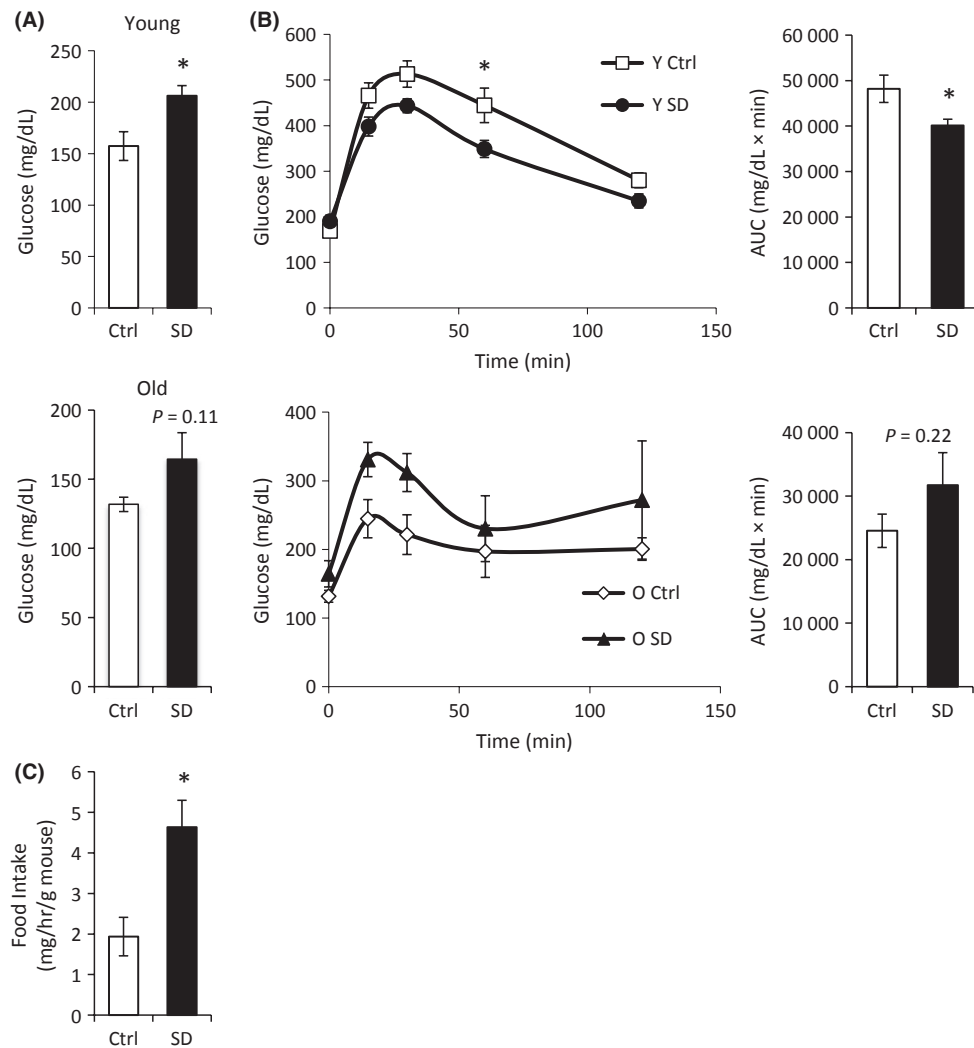 (A)
Young
250
200
150
100
50
0
Glucose (mg/dL)
*
Ctrl SD
(B)
600
500
400
300
200
100
0
Glucose (mg/dL)
*
Y Ctrl
Y SD
0 50 100 150
Time (min)
60 000
50 000
40 000
30 000
20 000
10 000
0
AUC (mg/dL × min)
*
Ctrl SD
Old
200
150
100
50
0
Glucose (mg/dL)
P = 0.11
Ctrl SD
400
300
200
100
0
Glucose (mg/dL)
O Ctrl
O SD
0 50 100 150
Time (min)
40 000
30 000
20 000
10 000
0
AUC (mg/dL × min)
P = 0.22
Ctrl SD
(C)
6
5
4
3
2
1
0
Food Intake
(mg/hr/g mouse)
*
Ctrl SD